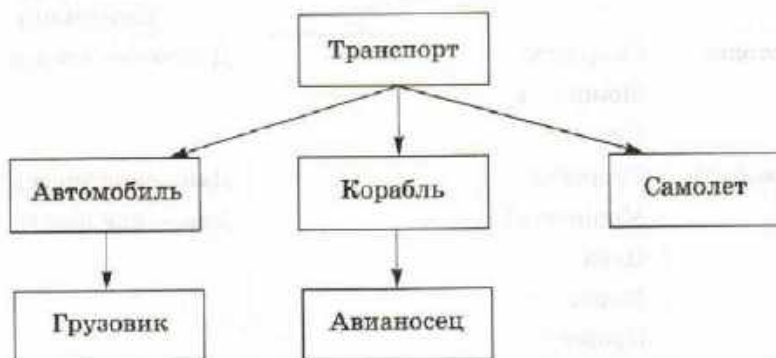 Транспорт
Автомобиль
Корабль
Самолет
Грузовик
Авианосец